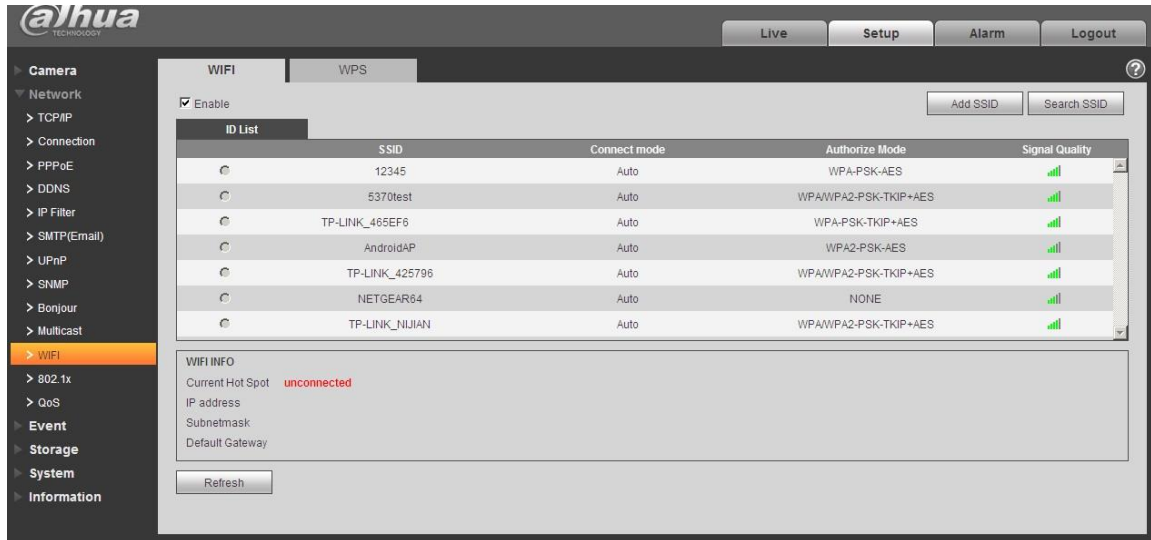 alhua
TECHNOLOGY
Live Setup Alarm Logout
Camera
Network
TCP/IP
Connection
PPPoE
DDNS
IP Filter
SMTP(Email)
UPnP
SNMP
Bonjour
Multicast
WIFI
802.1x
QoS
Event
Storage
System
Information
WIFI WPS ?
Enable Add SSID Search SSID
ID List
SSID Connect mode Authorize Mode Signal Quality
12345 Auto WPA-PSK-AES
5370test Auto WPA/WPA2-PSK-TKIP+AES
TP-LINK_465EF6 Auto WPA-PSK-TKIP+AES
AndroidAP Auto WPA2-PSK-AES
TP-LINK_425796 Auto WPA/WPA2-PSK-TKIP+AES
NETGEAR64 Auto NONE
TP-LINK_NIJIAN Auto WPA/WPA2-PSK-TKIP+AES
WIFI INFO
Current Hot Spot unconnected
IP address
Subnetmask
Default Gateway
Refresh